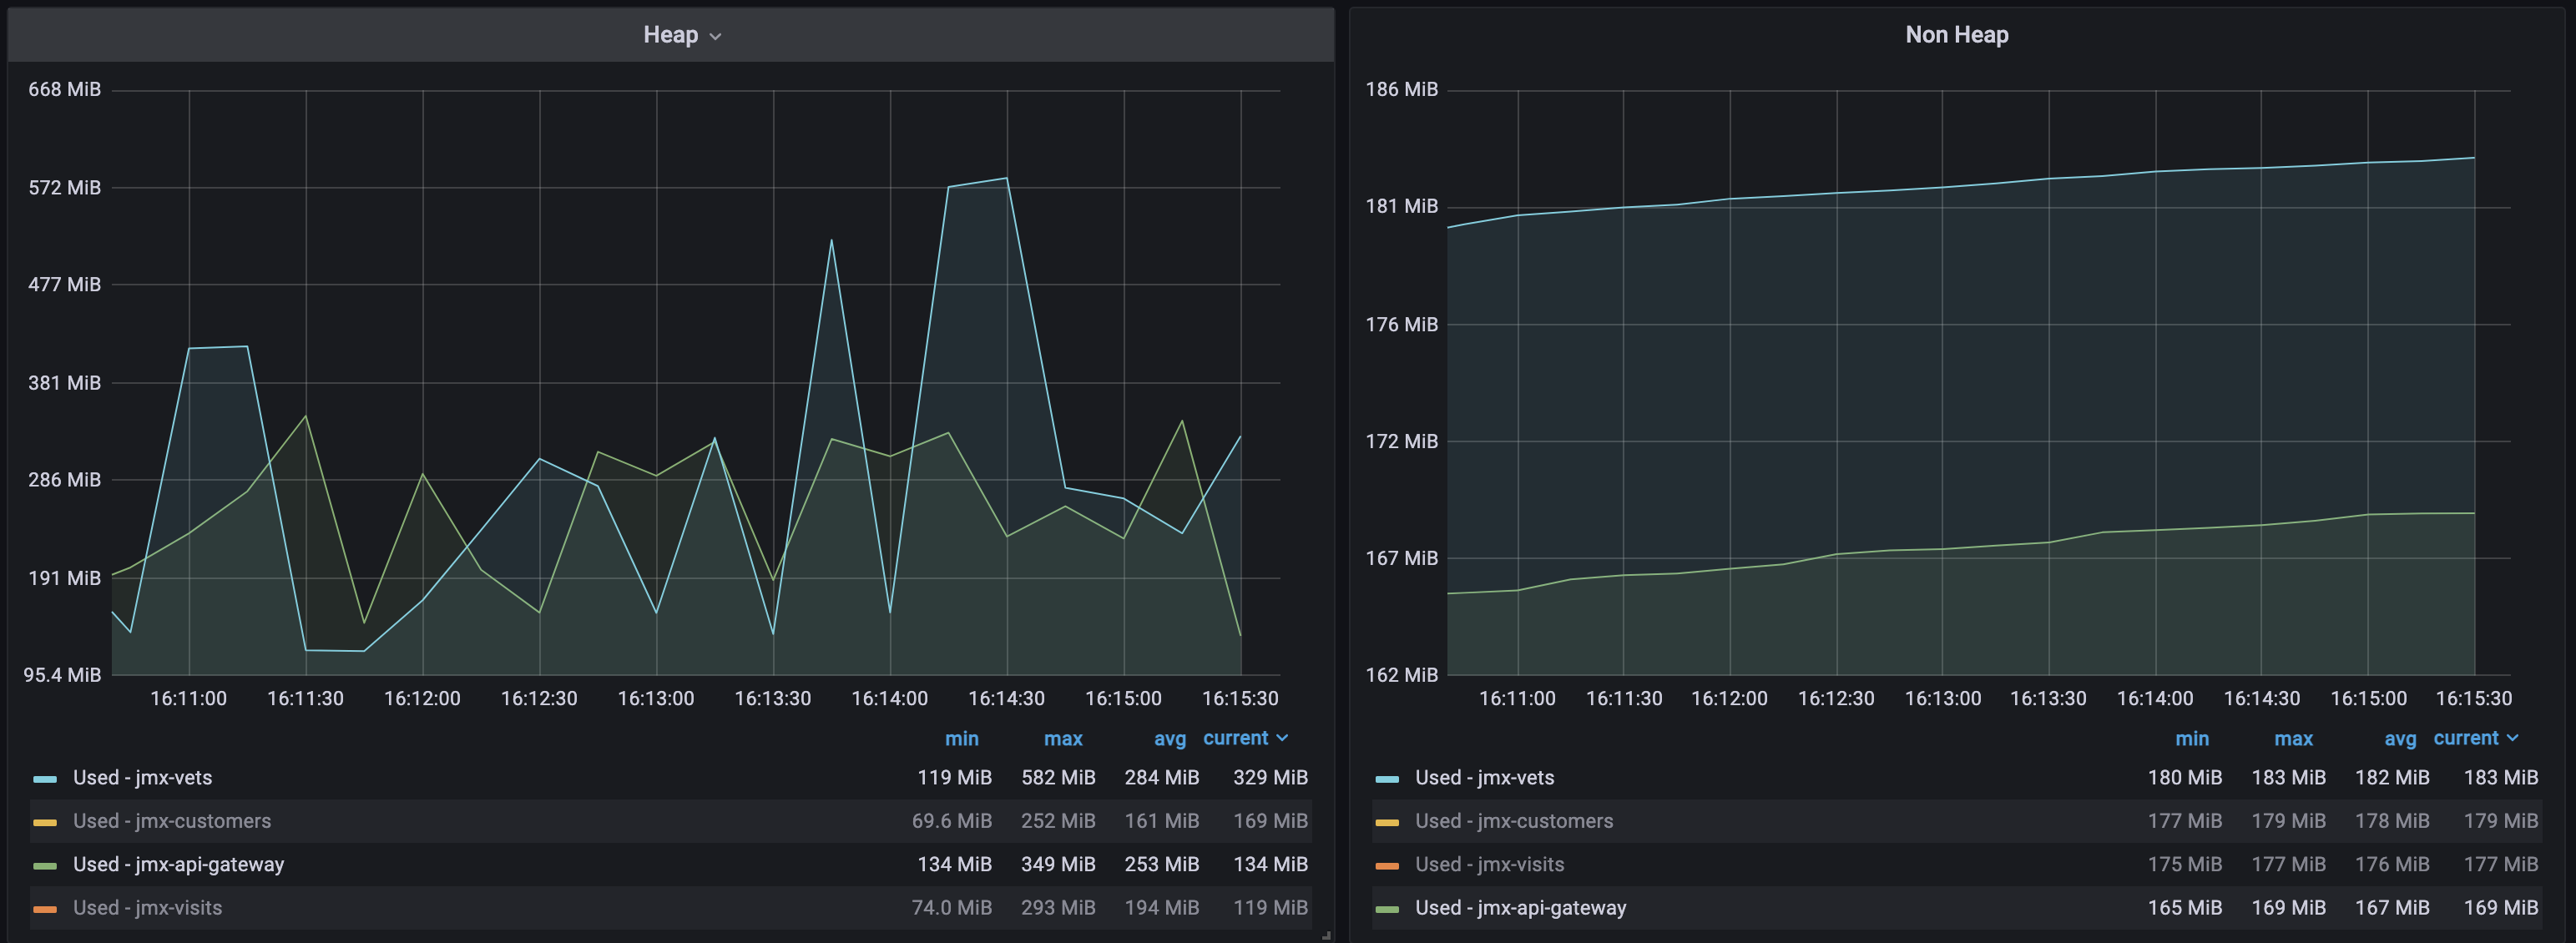 Heap
668 MiB
572 MiB
477 MiB
381 MiB
286 MiB
191 MiB
95.4 MiB
16:11:00 16:11:30 16:12:00 16:12:30 16:13:00 16:13:30 16:14:00 16:14:30 16:15:00 16:15:30
min max avg current
Used - jmx-vets 119 MiB 582 MiB 284 MiB 329 MiB
Used - jmx-customers 69.6 MiB 252 MiB 161 MiB 169 MiB
Used - jmx-api-gateway 134 MiB 349 MiB 253 MiB 134 MiB
Used - jmx-visits 74.0 MiB 293 MiB 194 MiB 119 MiB
Non Heap
186 MiB
181 MiB
176 MiB
172 MiB
167 MiB
162 MiB
16:11:00 16:11:30 16:12:00 16:12:30 16:13:00 16:13:30 16:14:00 16:14:30 16:15:00 16:15:30
min max avg current
Used - jmx-vets 180 MiB 183 MiB 182 MiB 183 MiB
Used - jmx-customers 177 MiB 179 MiB 178 MiB 179 MiB
Used - jmx-visits 175 MiB 177 MiB 176 MiB 177 MiB
Used - jmx-api-gateway 165 MiB 169 MiB 167 MiB 169 MiB